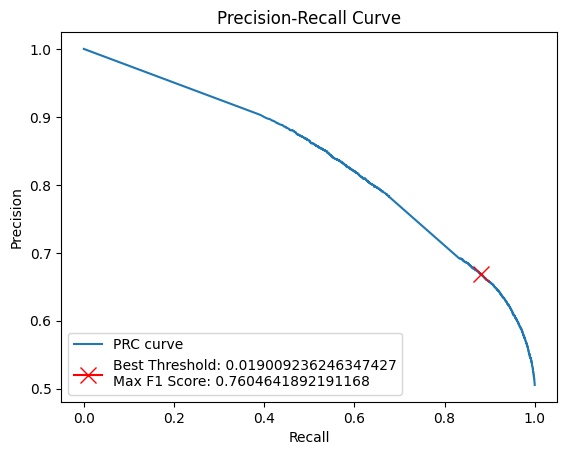 Precision-Recall Curve
1.0
0.9
0.8
0.7
0.6
0.5
Precision
PRC curve
Best Threshold: 0.019009236246347427
Max F1 Score: 0.7604641892191168
0.0 0.2 0.4 0.6 0.8 1.0
Recall